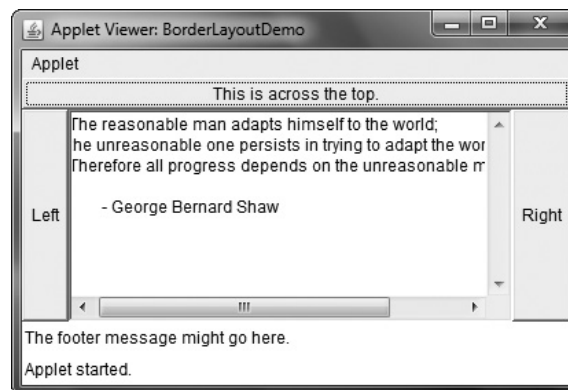 Applet Viewer: BorderLayoutDemo
Applet
This is across the top.
Left
The reasonable man adapts himself to the world;
he unreasonable one persists in trying to adapt the wor
Therefore all progress depends on the unreasonable m
- George Bernard Shaw
Right
The footer message might go here.
Applet started.